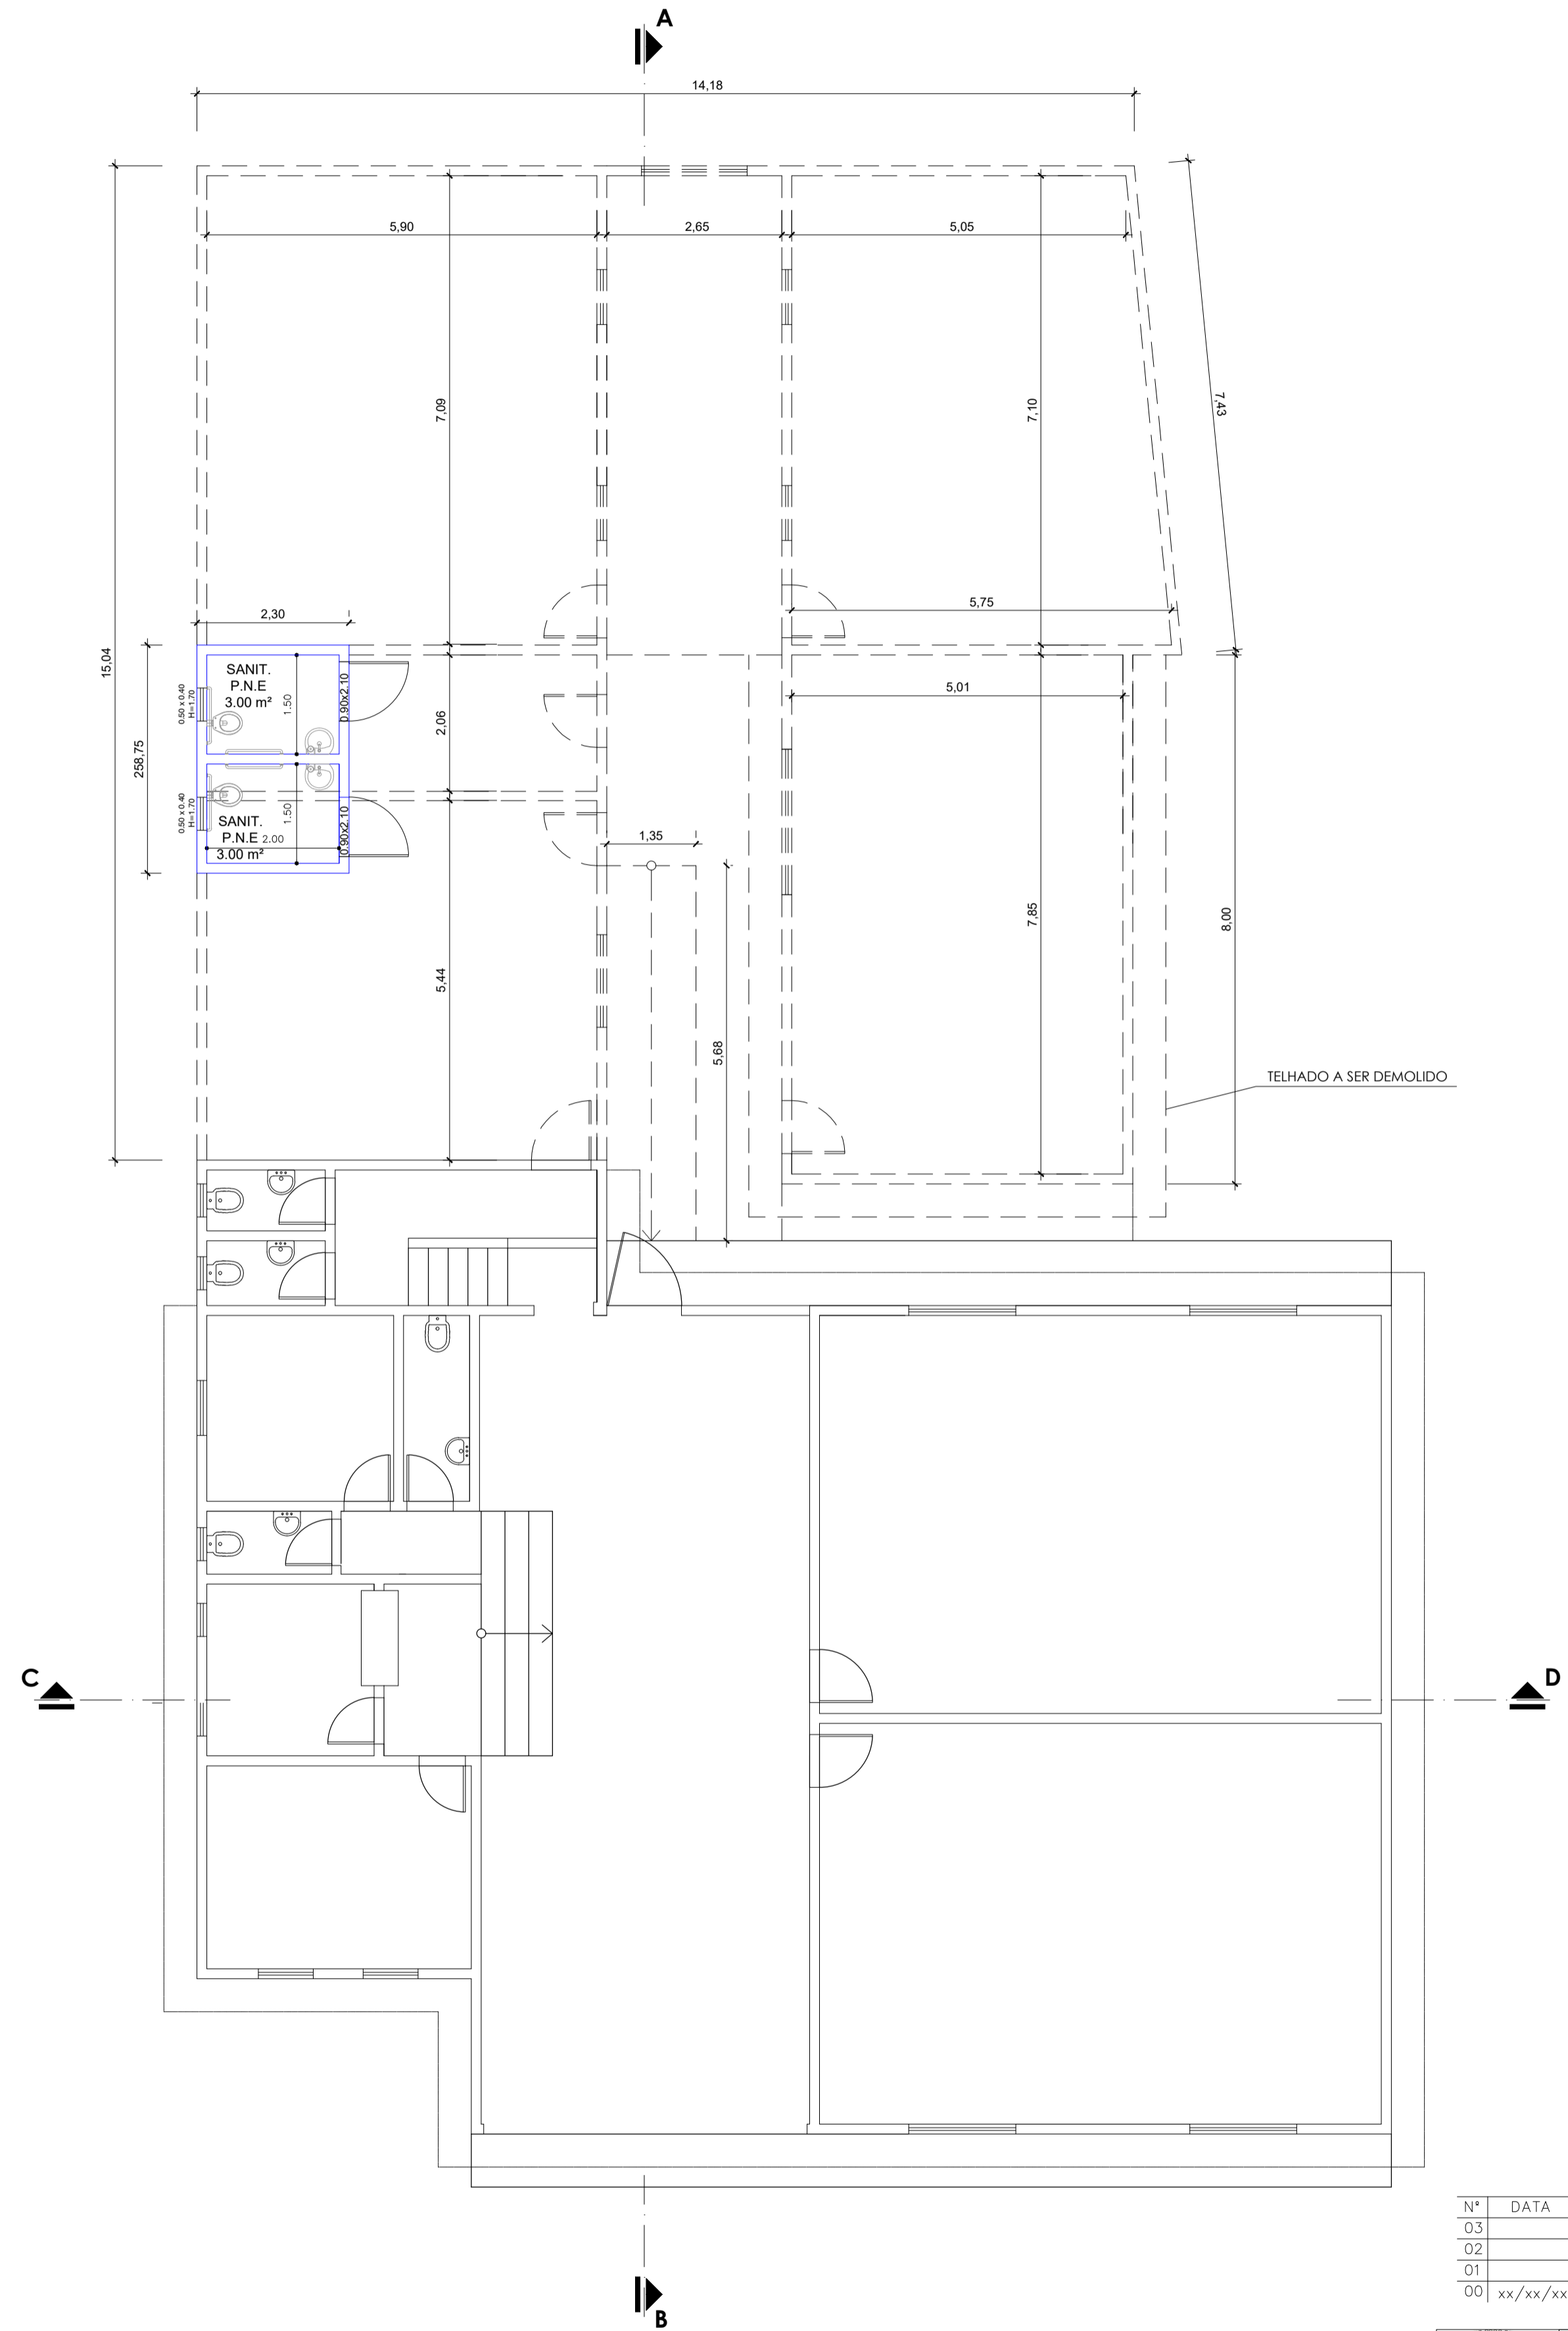 A
14,18
5,90
2,65
5,05
7,09
7,10
7,43
15,04
2,30
5,75
258,75
SANIT.
P.N.E
3.00 m²
1.50
0.50 x 0.40
H=1.70
0.90x2.10
2,06
5,01
SANIT.
P.N.E 2.00
3.00 m²
1.50
0.50 x 0.40
H=1.70
0.90x2.10
1,35
5,44
5,68
7,85
8,00
TELHADO A SER DEMOLIDO
C
D
B
Nº DATA
03
02
01
00 xx/xx/xx